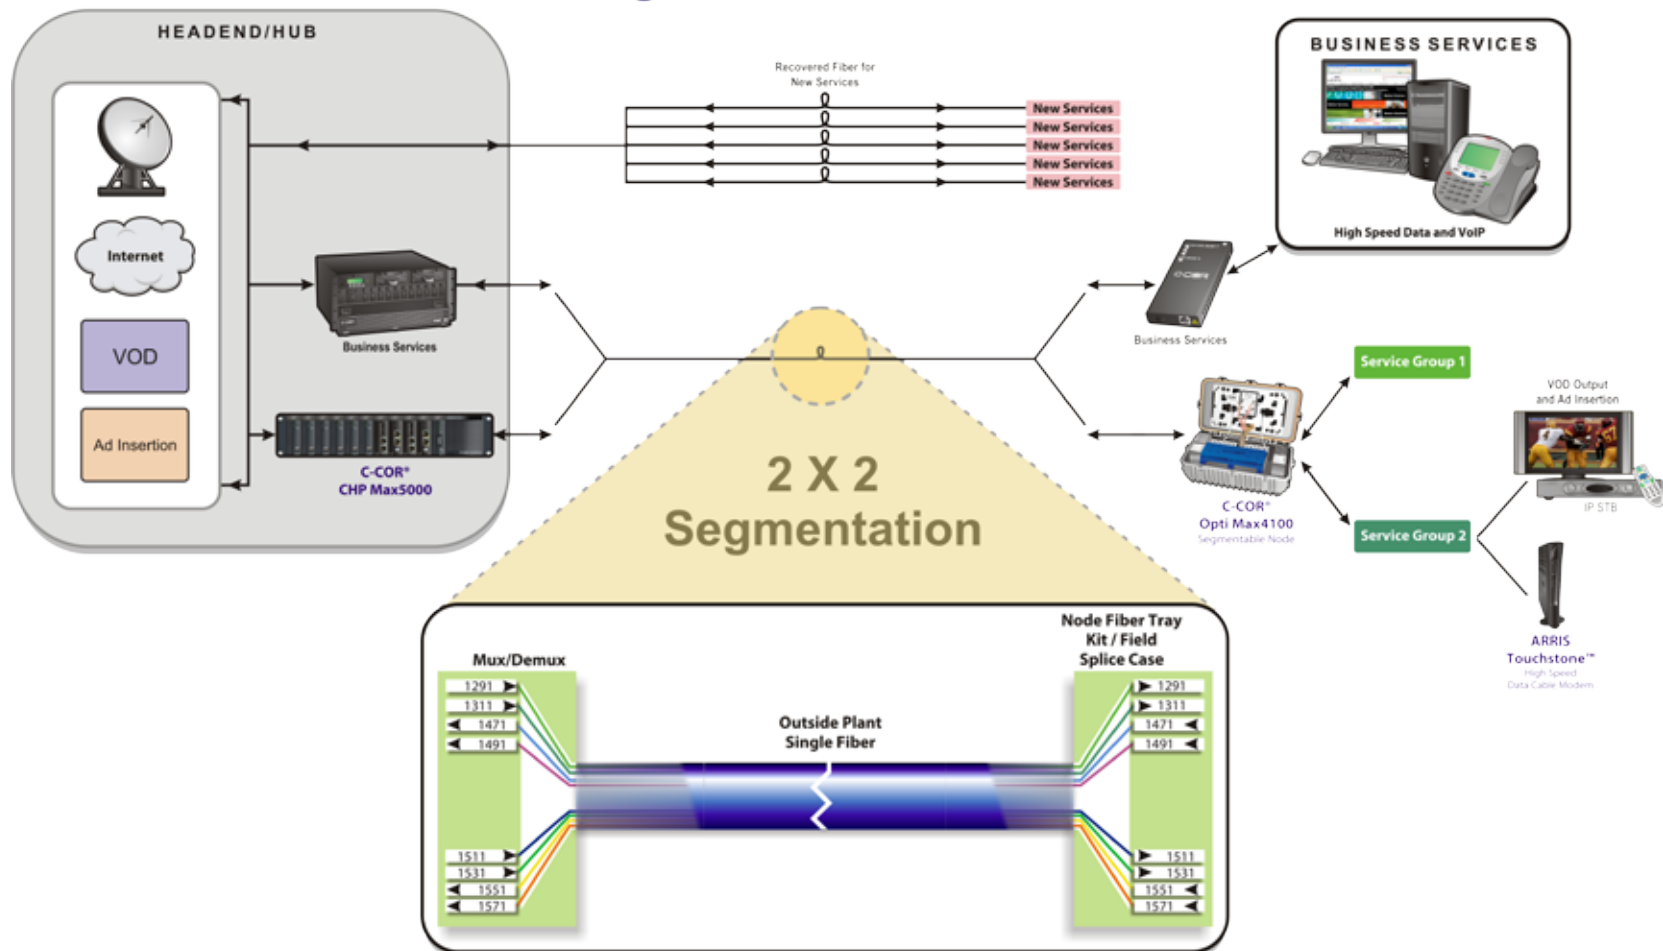 HEADEND/HUB
Internet
VOD
Ad Insertion
Business Services
C-COR®
CHP Max5000
Recovered Fiber for
New Services
New Services
New Services
New Services
New Services
New Services
BUSINESS SERVICES
High Speed Data and VoIP
Business Services
Service Group 1
C-COR®
Opti Max4100
Segmentable Node
Service Group 2
VOD Output
and Ad Insertion
IP STB
ARRIS
Touchstone™
High Speed
Data Cable Modem
2 X 2
Segmentation
Mux/Demux
1291
1311
1471
1491
1511
1531
1551
1571
Outside Plant
Single Fiber
Node Fiber Tray
Kit / Field
Splice Case
1291
1311
1471
1491
1511
1531
1551
1571